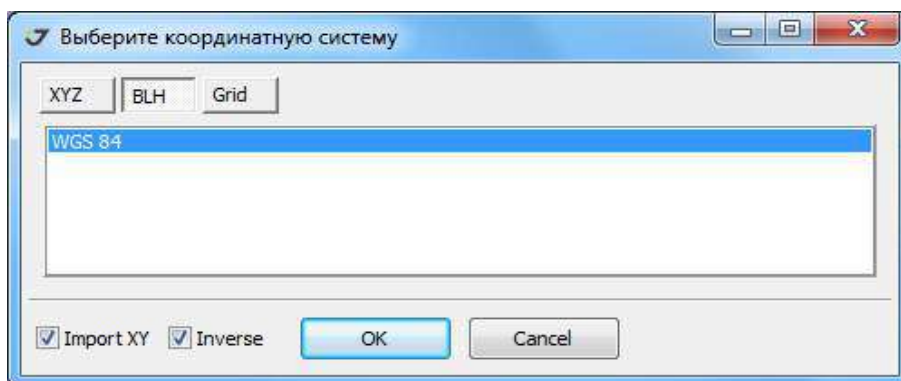 Выберите координатную систему
XYZ BLH Grid
WGS 84
Import XY Inverse OK Cancel